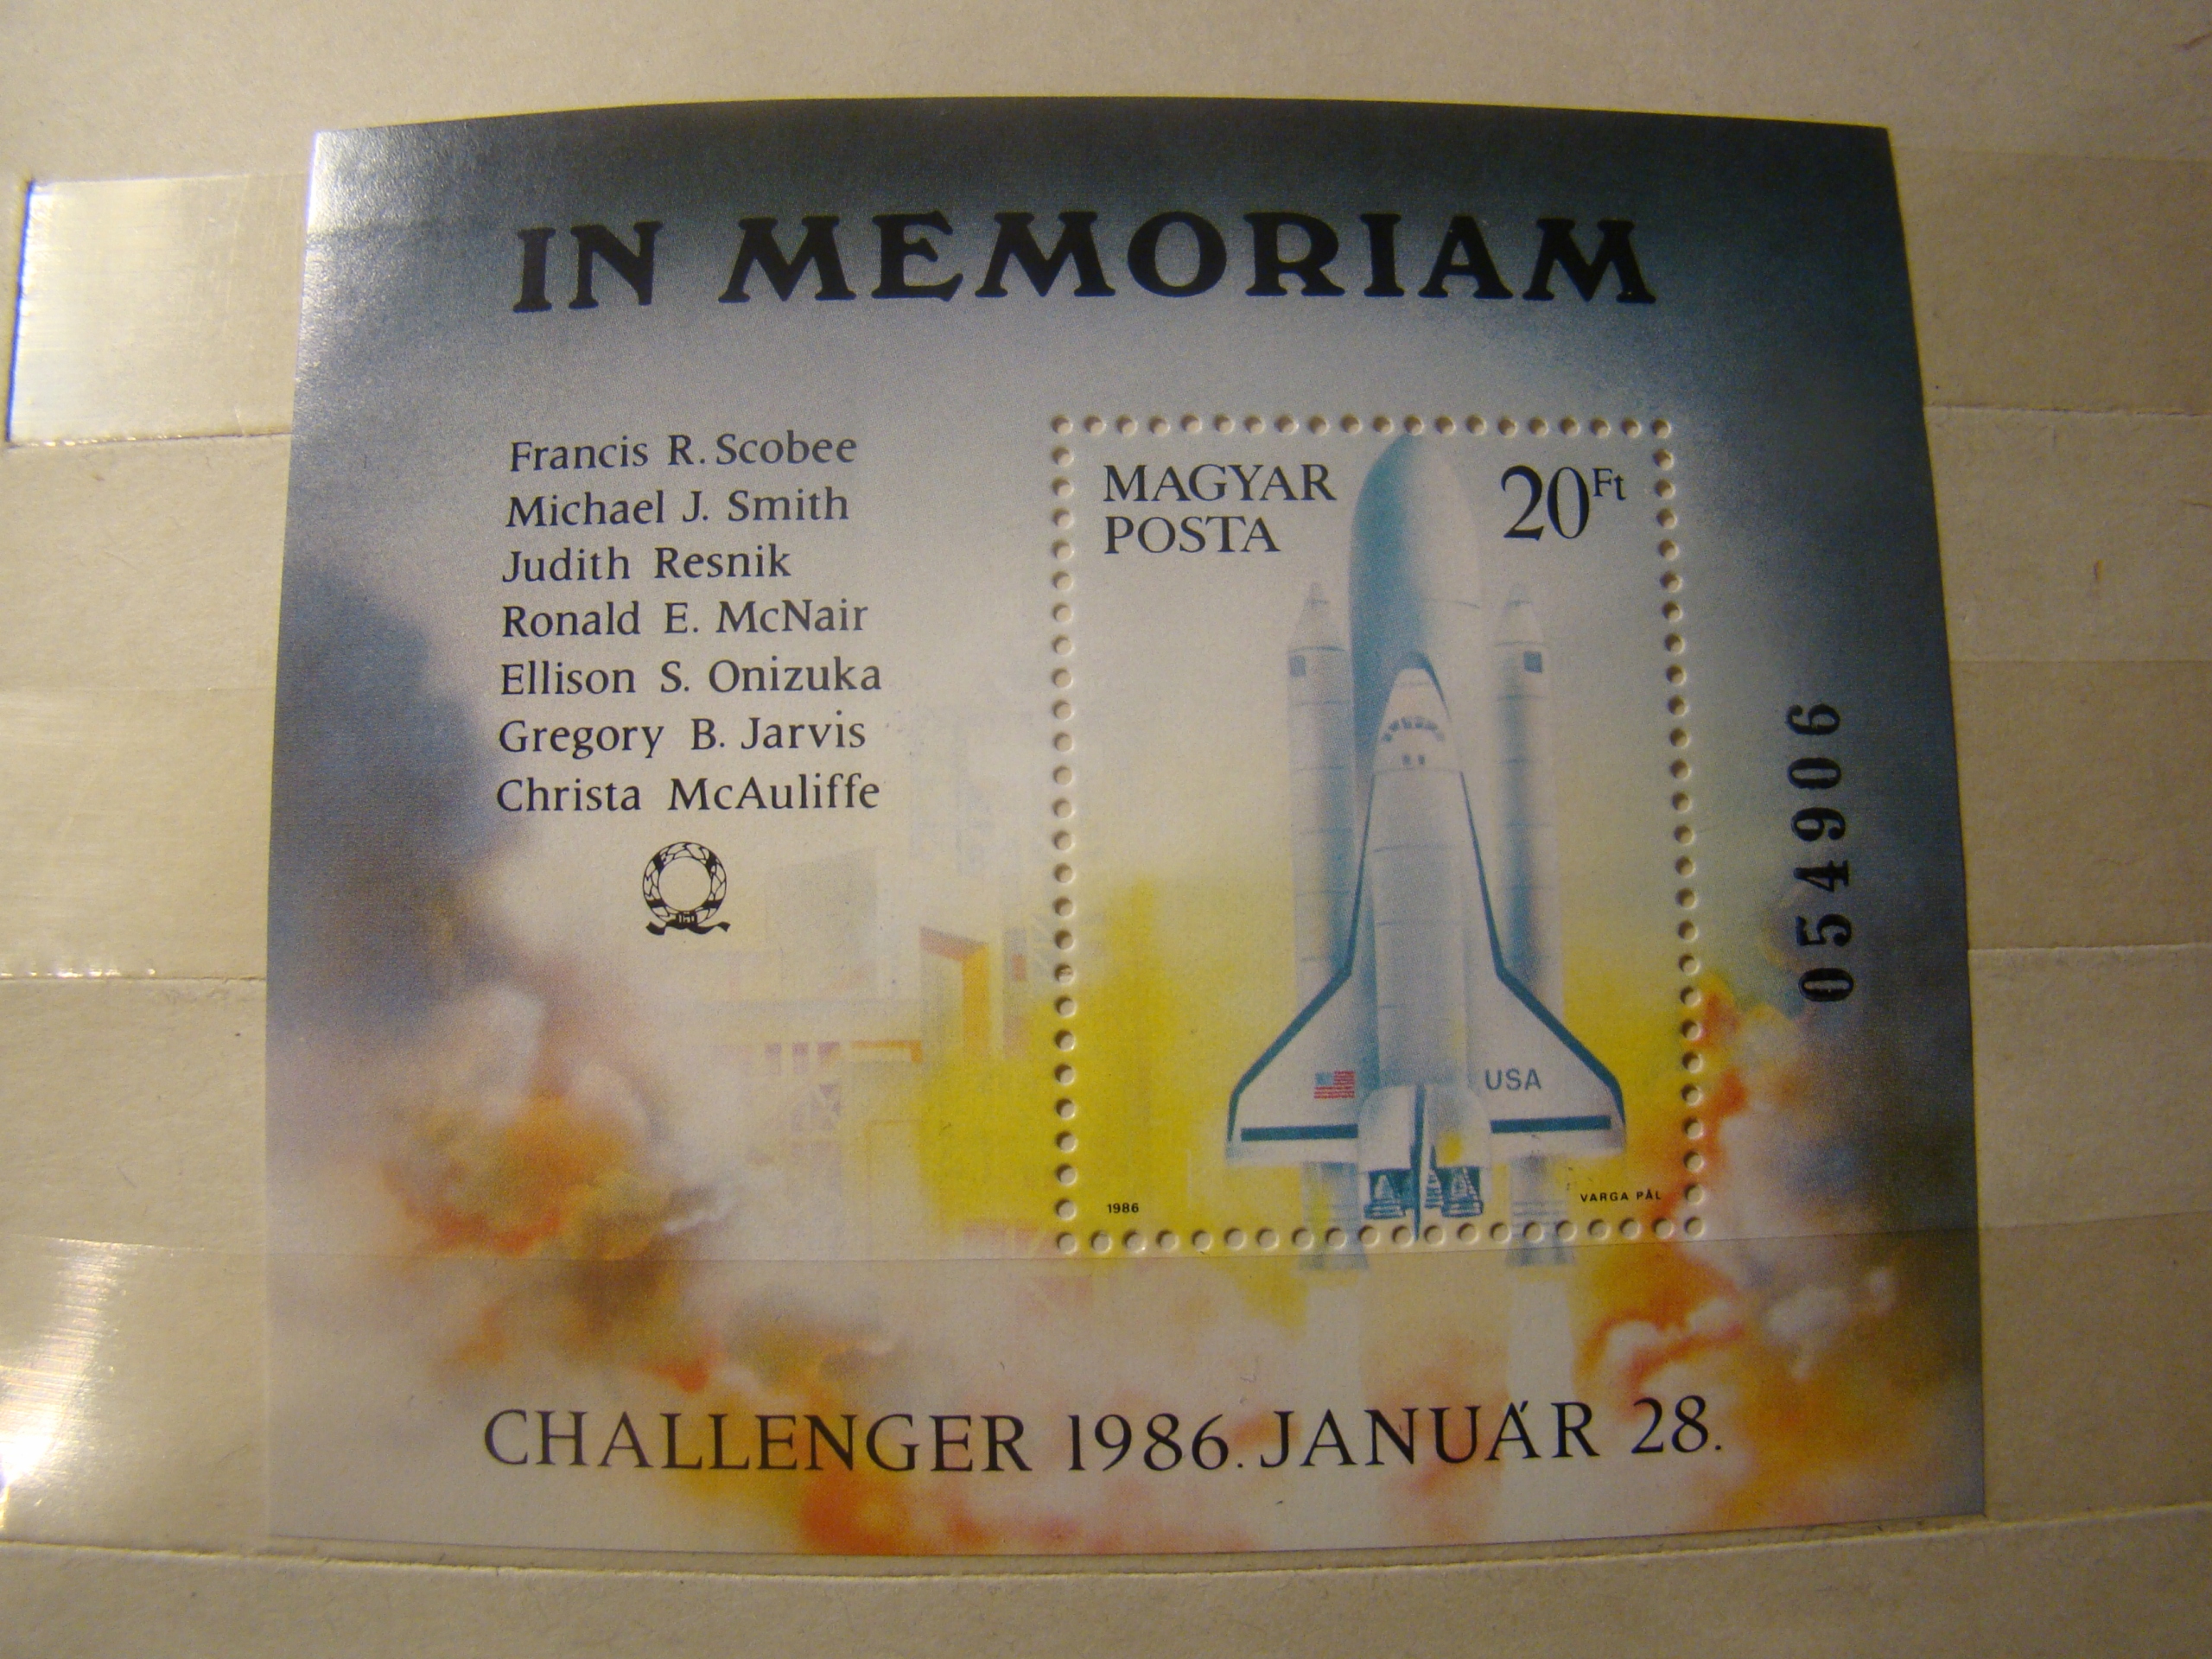 IN MEMORIAM
Francis R. Scobee
Michael J. Smith
Judith Resnik
Ronald E. McNair
Ellison S. Onizuka
Gregory B. Jarvis
Christa McAuliffe
MAGYAR
POSTA
20Ft
USA
1986
VARGA PÁL
054906
CHALLENGER 1986. JANUÁR 28.